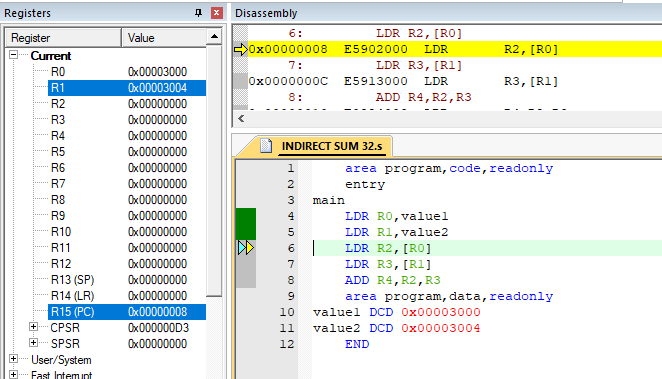 Registers
Register Value
Current
R0 0x00003000
R1 0x00003004
R2 0x00000000
R3 0x00000000
R4 0x00000000
R5 0x00000000
R6 0x00000000
R7 0x00000000
R8 0x00000000
R9 0x00000000
R10 0x00000000
R11 0x00000000
R12 0x00000000
R13 (SP) 0x00000000
R14 (LR) 0x00000000
R15 (PC) 0x00000008
CPSR 0x000000D3
SPSR 0x00000000
User/System
Fast Interrupt
Disassembly
6: LDR R2,[R0]
0x00000008 E5902000 LDR R2,[R0]
7: LDR R3,[R1]
0x0000000C E5913000 LDR R3,[R1]
8: ADD R4,R2,R3
INDIRECT SUM 32.s
1 area program,code,readonly
2 entry
3 main
4 LDR R0,value1
5 LDR R1,value2
6 LDR R2,[R0]
7 LDR R3,[R1]
8 ADD R4,R2,R3
9 area program,data,readonly
10 value1 DCD 0x00003000
11 value2 DCD 0x00003004
12 END